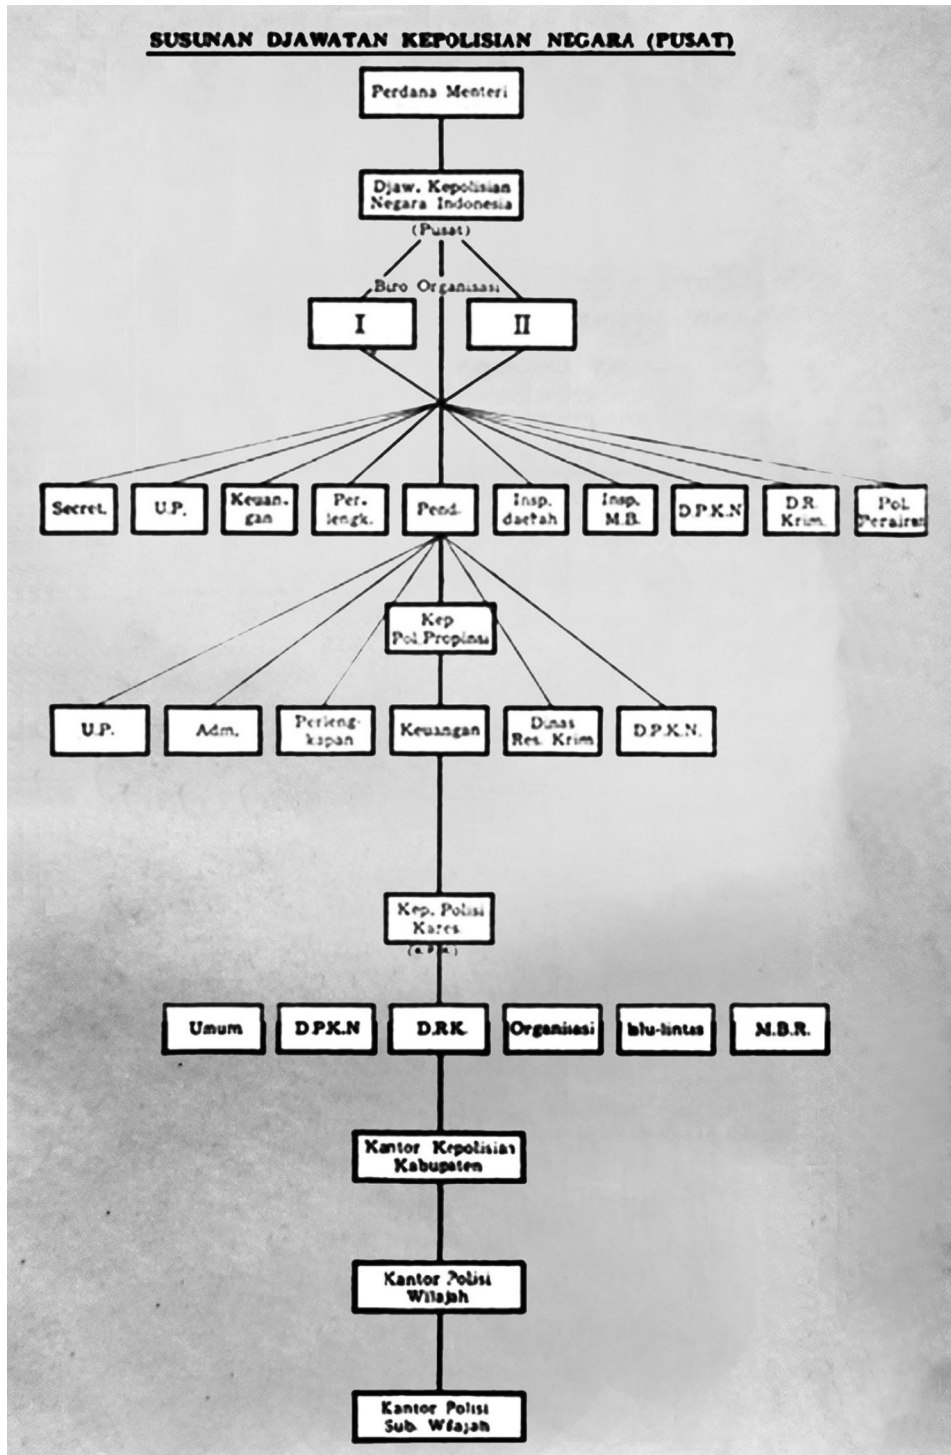 SUSUNAN DJAWATAN KEPOLISIAN NEGARA (PUSAT)
Perdana Menteri
Djaw. Kepolisian
Negara Indonesia
(Pusat)
Biro Organisasi
I
II
Secret.
U.P.
Keuan-
gan
Per-
lengk.
Pend.
Insp.
daerah
Insp.
M.B.
D.P.K.N
D.R.
Krim.
Pol.
Perairan
Kep
Pol.Propinsi
U.P.
Adm.
Perleng-
kapan
Keuangan
Dinas
Res. Krim
D.P.K.N.
Kep. Polisi
Kares.
Umum
D.P.K.N
D.R.K.
Organisasi
lalu-lintas
M.B.R.
Kantor Kepolisian
Kabupaten
Kantor Polisi
Wilajah
Kantor Polisi
Sub. Wilajah